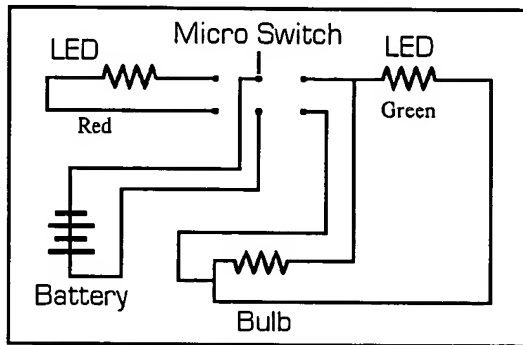 Micro Switch
LED
LED
Red
Green
Battery
Bulb